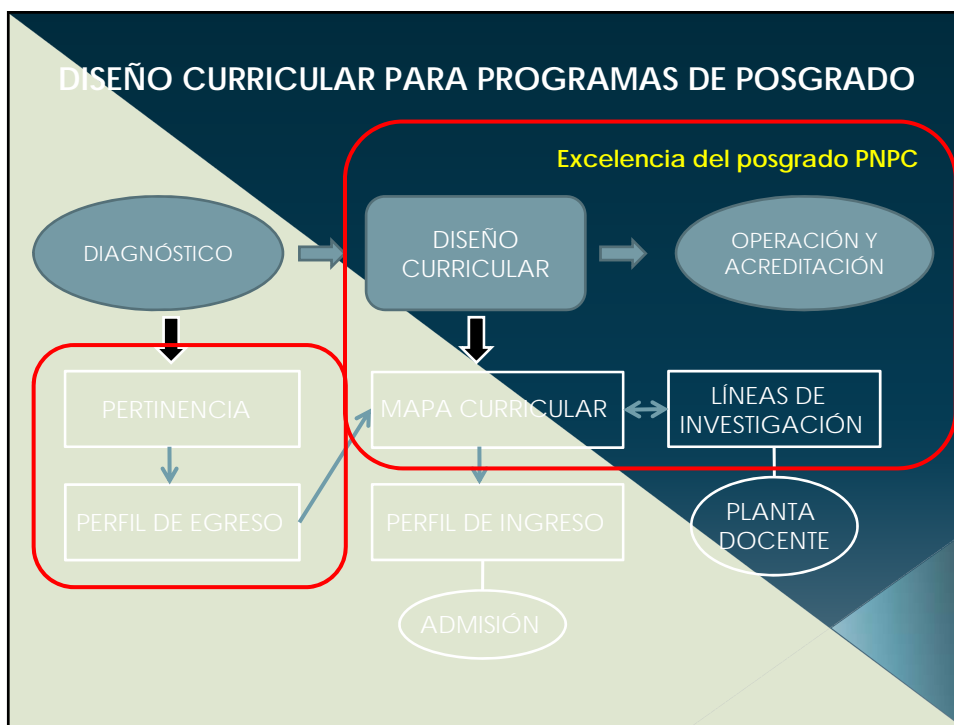 DISEÑO CURRICULAR PARA PROGRAMAS DE POSGRADO
Excelencia del posgrado PNPC
DIAGNÓSTICO
DISEÑO
CURRICULAR
OPERACIÓN Y
ACREDITACIÓN
PERTINENCIA
MAPA CURRICULAR
LÍNEAS DE
INVESTIGACIÓN
PERFIL DE EGRESO
PERFIL DE INGRESO
PLANTA
DOCENTE
ADMISIÓN